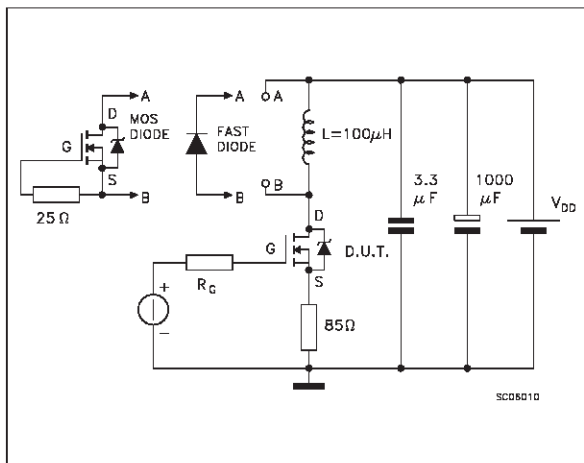 A
D
MOS
DIODE
G
S
B
25 Ω
A
FAST
DIODE
B
A
L=100μH
B
D
G
D.U.T.
S
RG
+
−
85Ω
3.3
μF
1000
μF
VDD
SC06010